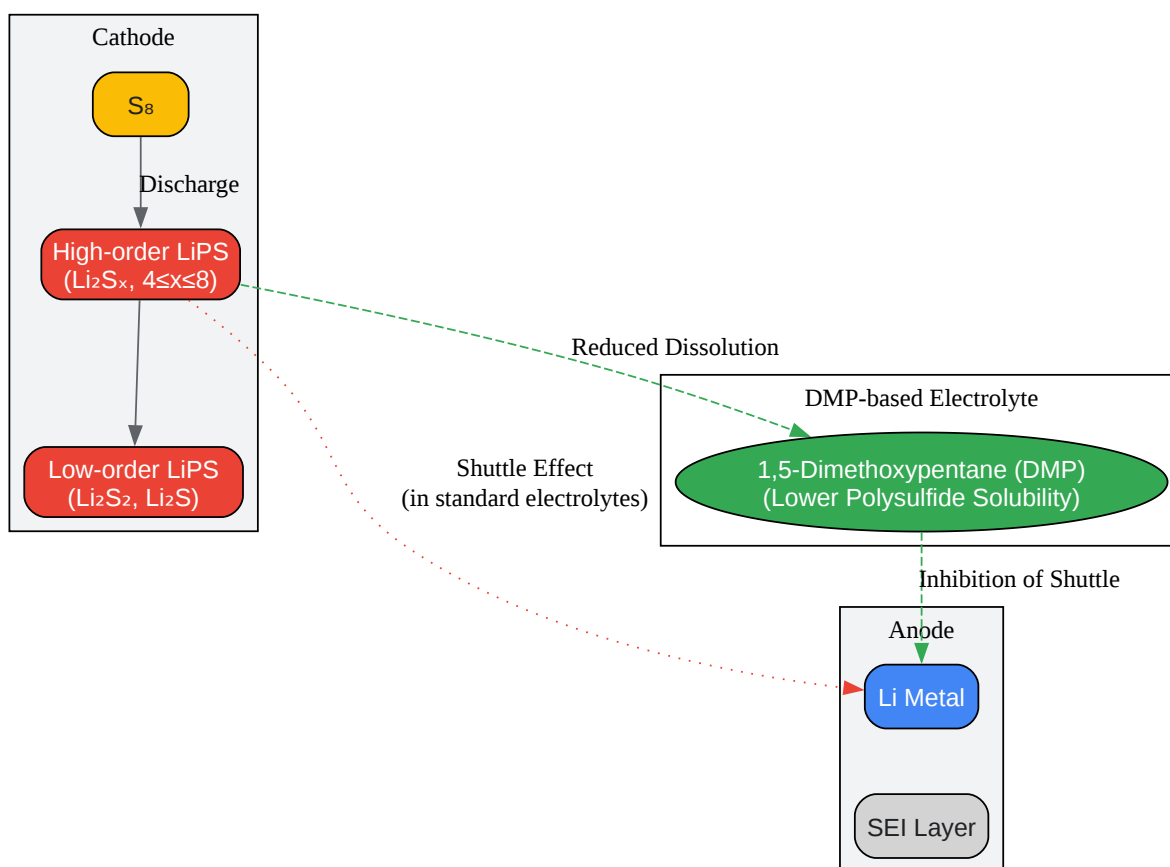 Cathode
S₈
Discharge
High-order LiPS
(Li₂Sₓ, 4≤x≤8)
Reduced Dissolution
DMP-based Electrolyte
Low-order LiPS
(Li₂S₂, Li₂S)
Shuttle Effect
(in standard electrolytes)
1,5-Dimethoxypentane (DMP)
(Lower Polysulfide Solubility)
Inhibition of Shuttle
Anode
Li Metal
SEI Layer